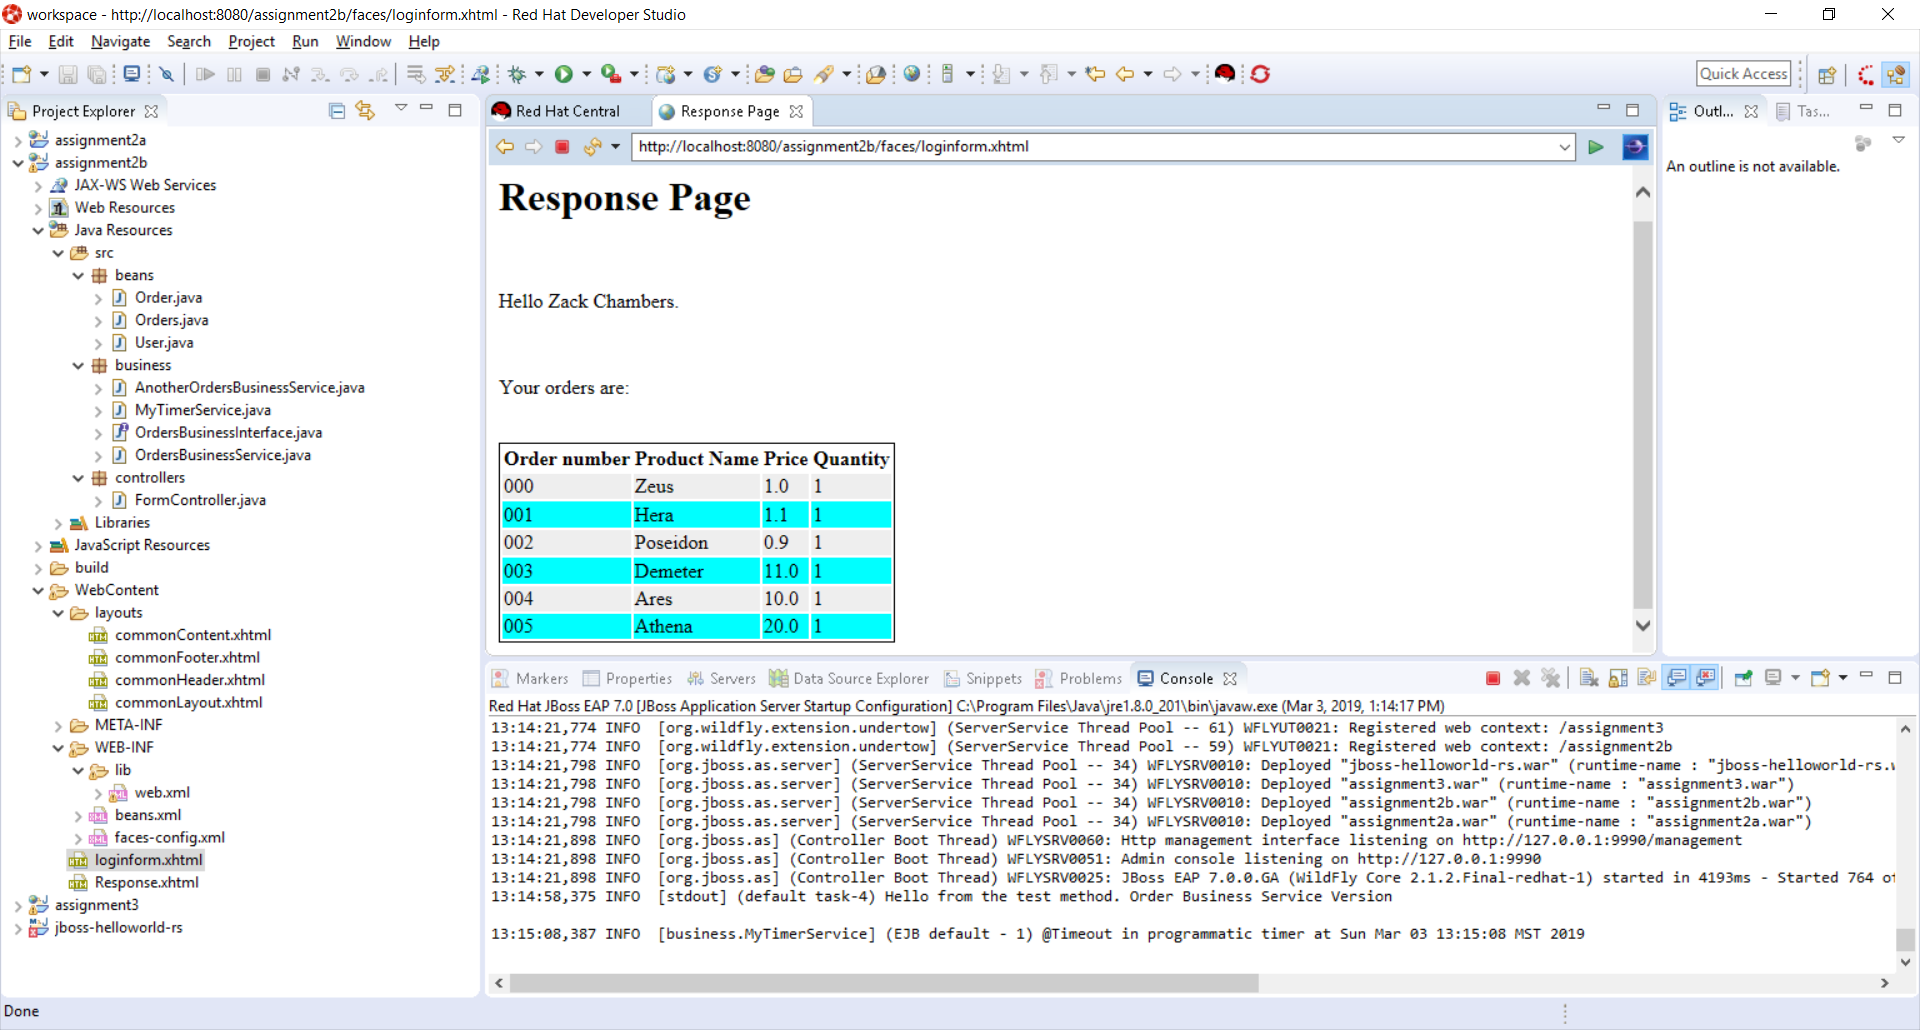 workspace - http://localhost:8080/assignment2b/faces/loginform.xhtml - Red Hat Developer Studio
File Edit Navigate Search Project Run Window Help
Quick Access
Project Explorer
assignment2a
assignment2b
JAX-WS Web Services
Web Resources
Java Resources
src
beans
Order.java
Orders.java
User.java
business
AnotherOrdersBusinessService.java
MyTimerService.java
OrdersBusinessInterface.java
OrdersBusinessService.java
controllers
FormController.java
Libraries
JavaScript Resources
build
WebContent
layouts
commonContent.xhtml
commonFooter.xhtml
commonHeader.xhtml
commonLayout.xhtml
META-INF
WEB-INF
lib
web.xml
beans.xml
faces-config.xml
loginform.xhtml
Response.xhtml
assignment3
jboss-helloworld-rs
Red Hat Central Response Page
http://localhost:8080/assignment2b/faces/loginform.xhtml
Response Page
Hello Zack Chambers.
Your orders are:
Order number Product Name Price Quantity
000 Zeus 1.0 1
001 Hera 1.1 1
002 Poseidon 0.9 1
003 Demeter 11.0 1
004 Ares 10.0 1
005 Athena 20.0 1
Outl... Tas...
An outline is not available.
Markers Properties Servers Data Source Explorer Snippets Problems Console
Red Hat JBoss EAP 7.0 [JBoss Application Server Startup Configuration] C:\Program Files\Java\jre1.8.0_201\bin\javaw.exe (Mar 3, 2019, 1:14:17 PM)
13:14:21,774 INFO [org.wildfly.extension.undertow] (ServerService Thread Pool -- 61) WFLYUT0021: Registered web context: /assignment3
13:14:21,774 INFO [org.wildfly.extension.undertow] (ServerService Thread Pool -- 59) WFLYUT0021: Registered web context: /assignment2b
13:14:21,798 INFO [org.jboss.as.server] (ServerService Thread Pool -- 34) WFLYSRV0010: Deployed "jboss-helloworld-rs.war" (runtime-name : "jboss-helloworld-rs.w
13:14:21,798 INFO [org.jboss.as.server] (ServerService Thread Pool -- 34) WFLYSRV0010: Deployed "assignment3.war" (runtime-name : "assignment3.war")
13:14:21,798 INFO [org.jboss.as.server] (ServerService Thread Pool -- 34) WFLYSRV0010: Deployed "assignment2b.war" (runtime-name : "assignment2b.war")
13:14:21,798 INFO [org.jboss.as.server] (ServerService Thread Pool -- 34) WFLYSRV0010: Deployed "assignment2a.war" (runtime-name : "assignment2a.war")
13:14:21,898 INFO [org.jboss.as] (Controller Boot Thread) WFLYSRV0060: Http management interface listening on http://127.0.0.1:9990/management
13:14:21,898 INFO [org.jboss.as] (Controller Boot Thread) WFLYSRV0051: Admin console listening on http://127.0.0.1:9990
13:14:21,898 INFO [org.jboss.as] (Controller Boot Thread) WFLYSRV0025: JBoss EAP 7.0.0.GA (WildFly Core 2.1.2.Final-redhat-1) started in 4193ms - Started 764 of
13:14:58,375 INFO [stdout] (default task-4) Hello from the test method. Order Business Service Version
13:15:08,387 INFO [business.MyTimerService] (EJB default - 1) @Timeout in programmatic timer at Sun Mar 03 13:15:08 MST 2019
Done